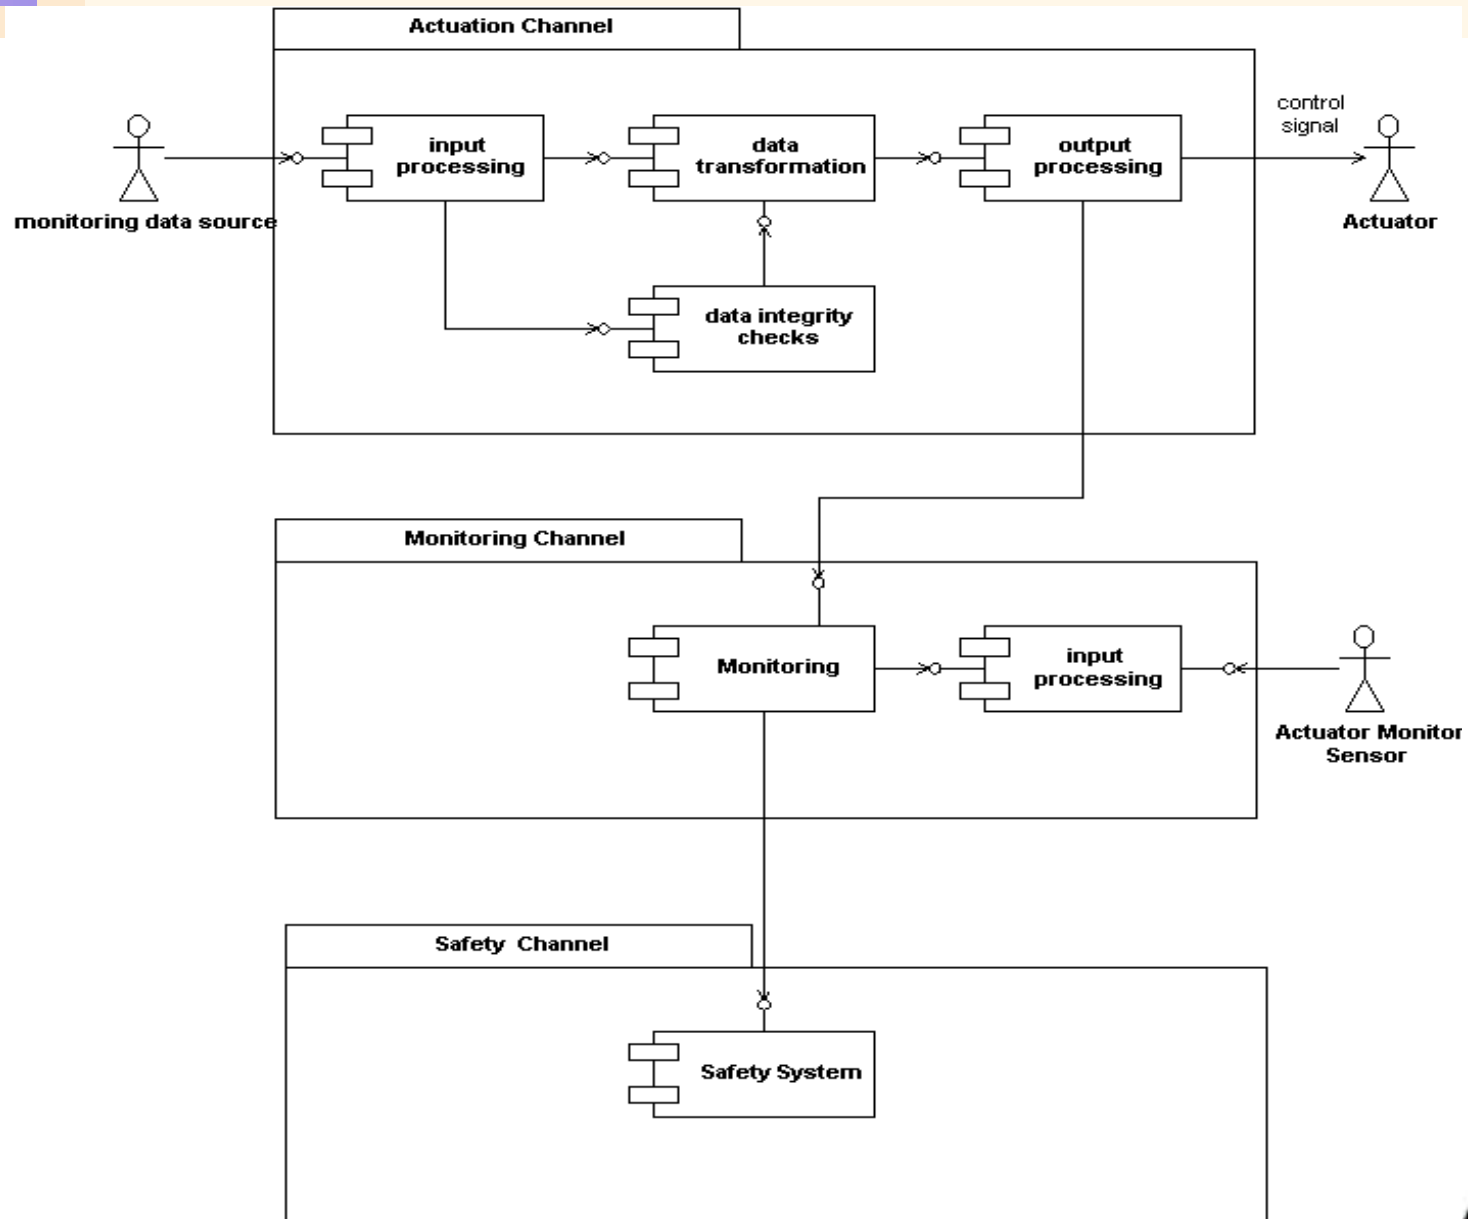 Actuation Channel
control
signal
input
processing
data
transformation
output
processing
monitoring data source
Actuator
data integrity
checks
Monitoring Channel
Monitoring
input
processing
Actuator Monitor
Sensor
Safety  Channel
Safety System